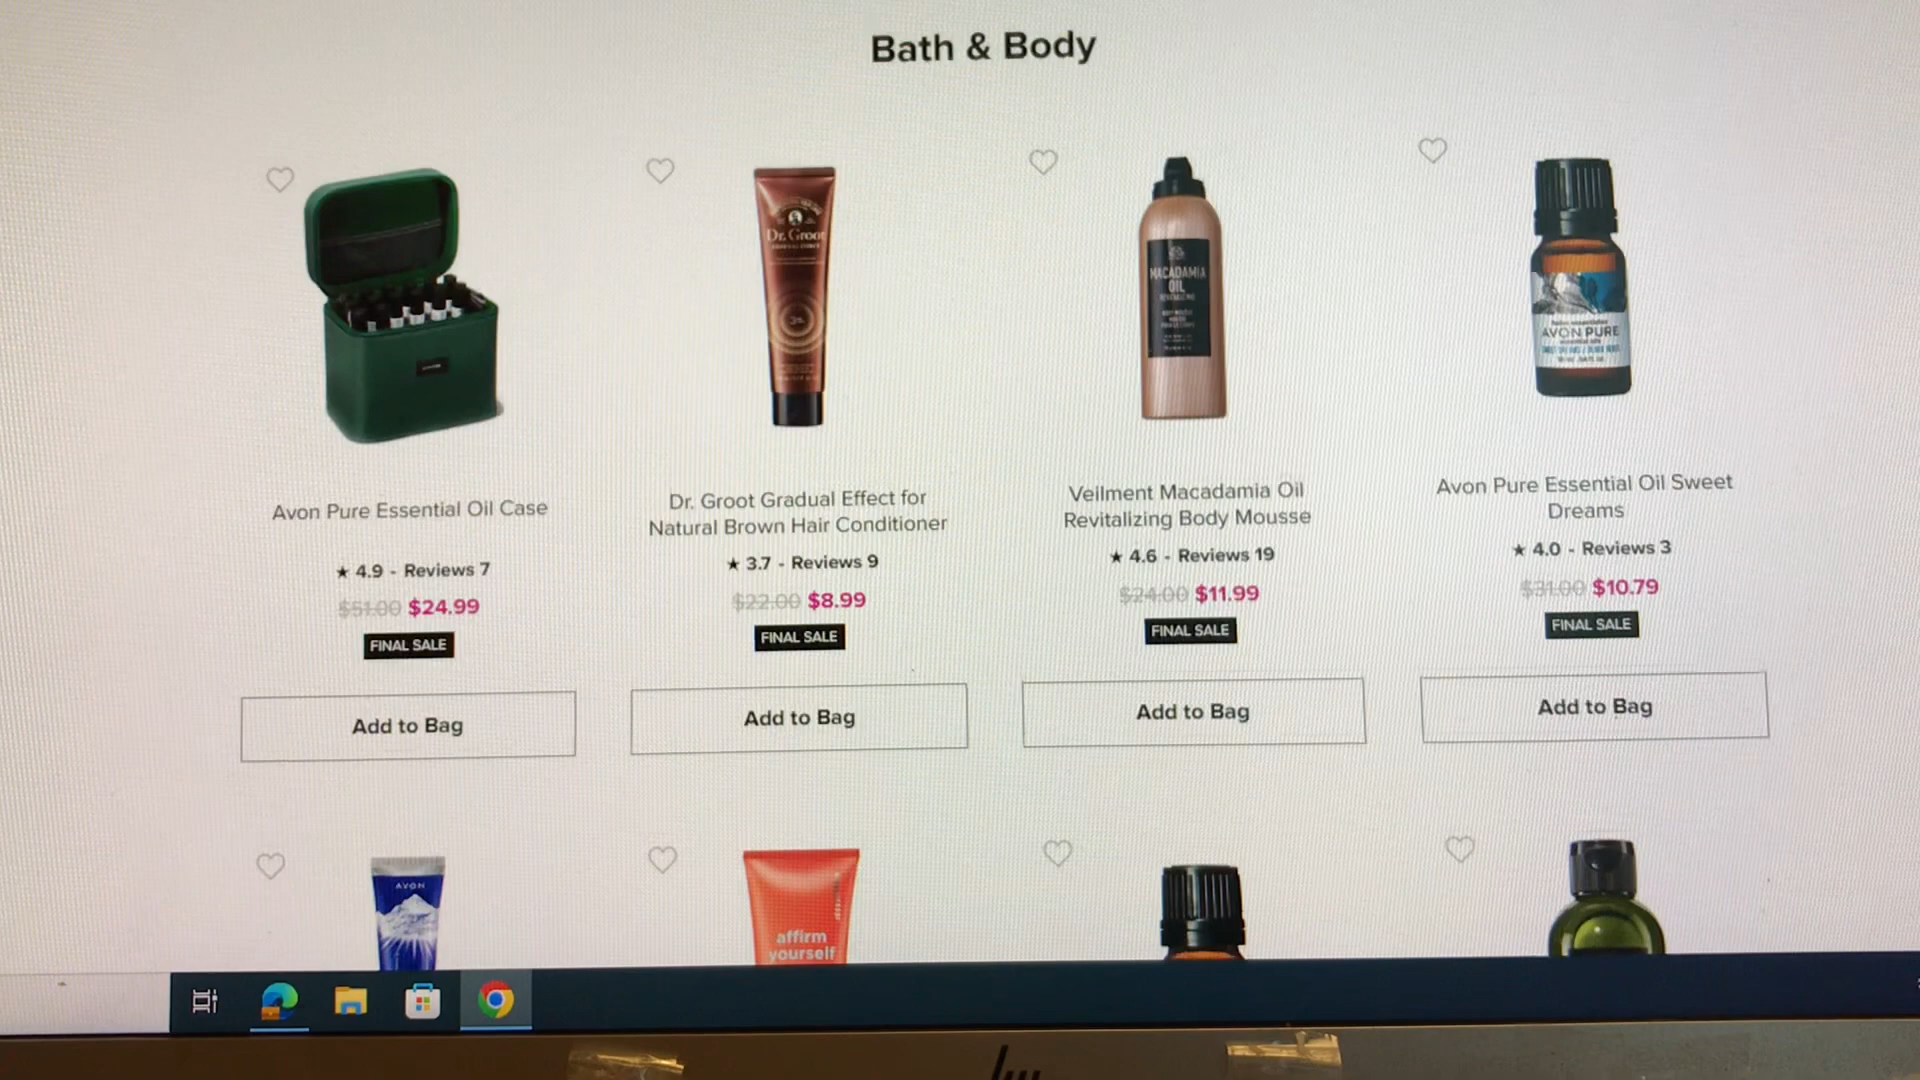 Bath & Body
Dr. Groot
MACADAMIA
OIL
AVON PURE
essential oils
Avon Pure Essential Oil Case
★ 4.9 - Reviews 7
$51.00 $24.99
FINAL SALE
Add to Bag
Dr. Groot Gradual Effect for
Natural Brown Hair Conditioner
★ 3.7 - Reviews 9
$22.00 $8.99
FINAL SALE
Add to Bag
Veilment Macadamia Oil
Revitalizing Body Mousse
★ 4.6 - Reviews 19
$24.00 $11.99
FINAL SALE
Add to Bag
Avon Pure Essential Oil Sweet
Dreams
★ 4.0 - Reviews 3
$31.00 $10.79
FINAL SALE
Add to Bag
AVON
affirm
yourself